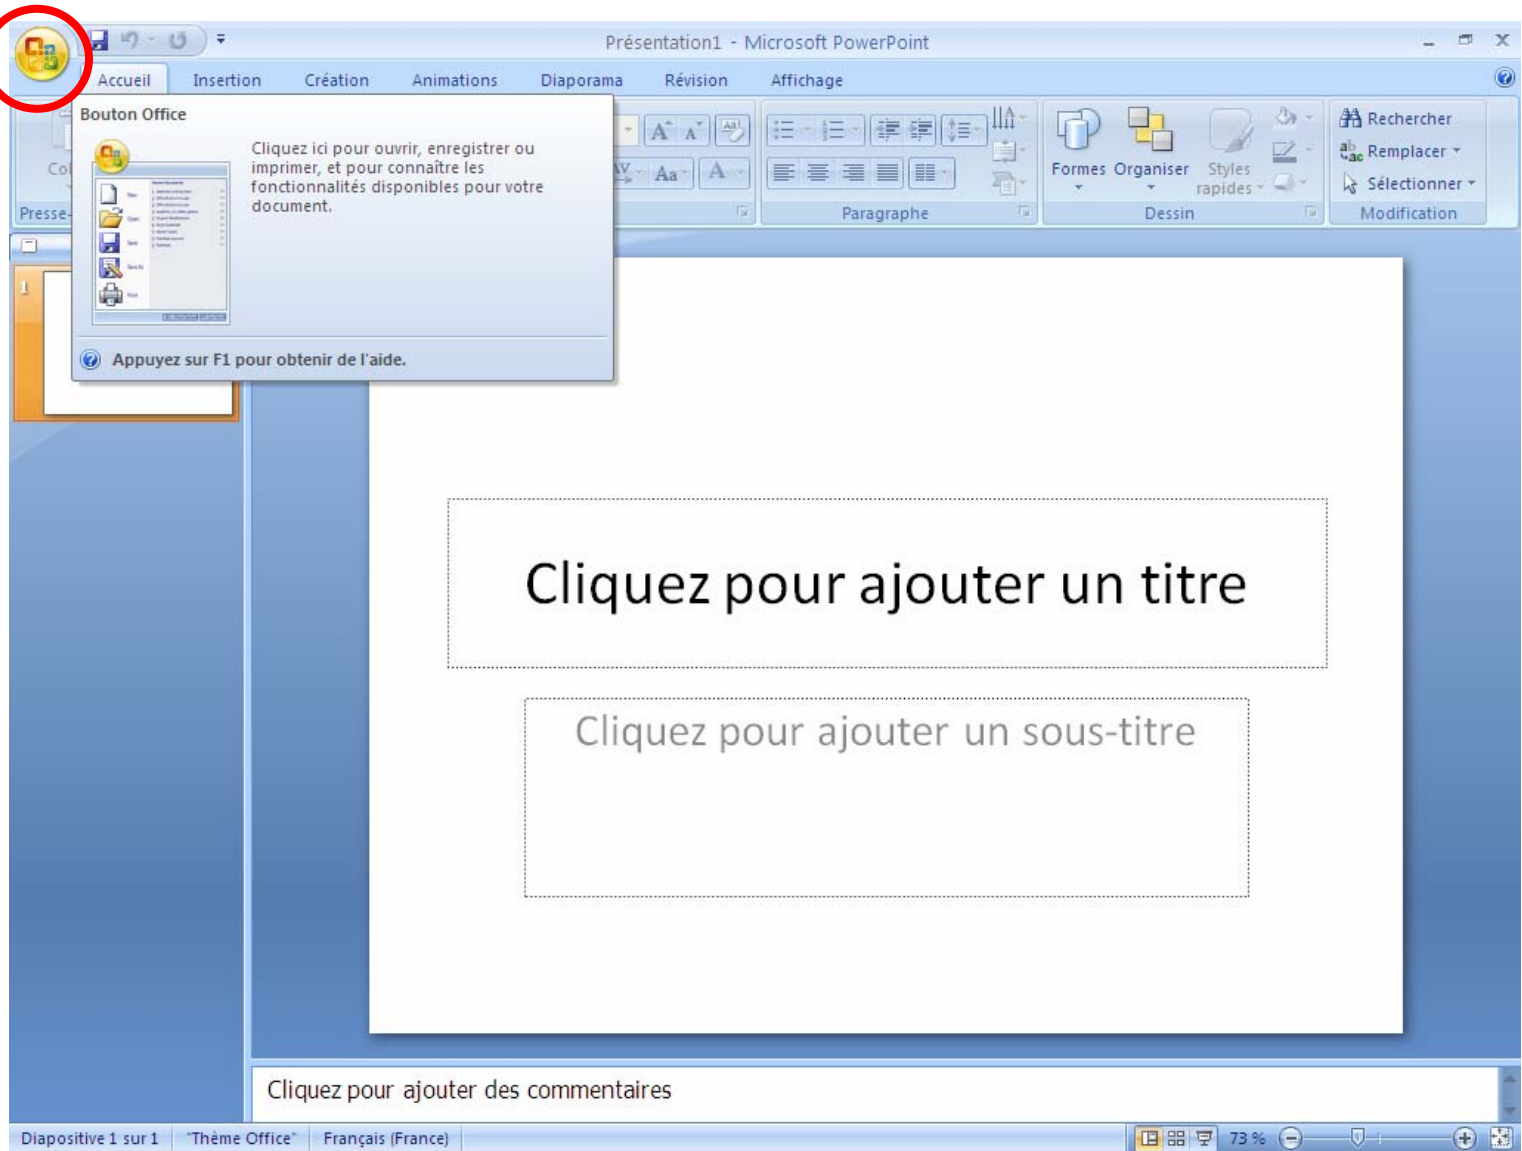 Présentation1 - Microsoft PowerPoint
Accueil Insertion Création Animations Diaporama Révision Affichage
Bouton Office
Cliquez ici pour ouvrir, enregistrer ou
imprimer, et pour connaître les
fonctionnalités disponibles pour votre
document.
Appuyez sur F1 pour obtenir de l'aide.
Aa A
Formes Organiser Styles
rapides
Rechercher
Remplacer
Sélectionner
Presse- Paragraphe Dessin Modification
1
Cliquez pour ajouter un titre
Cliquez pour ajouter un sous-titre
Cliquez pour ajouter des commentaires
Diapositive 1 sur 1 "Thème Office" Français (France) 73 %